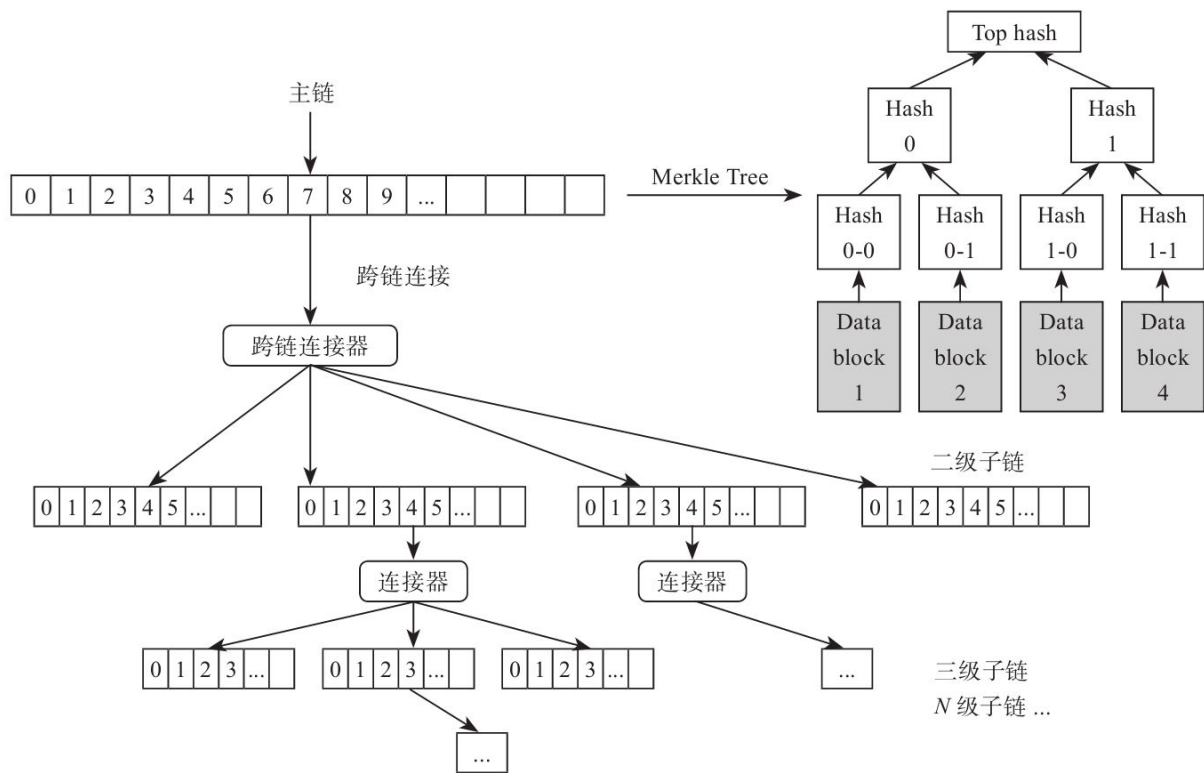 Top hash
主链
Hash
0
Hash
1
0 1 2 3 4 5 6 7 8 9 ...
Merkle Tree
Hash
0-0
Hash
0-1
Hash
1-0
Hash
1-1
跨链连接
Data
block
1
Data
block
2
Data
block
3
Data
block
4
跨链连接器
二级子链
0 1 2 3 4 5 ...
0 1 2 3 4 5 ...
0 1 2 3 4 5 ...
0 1 2 3 4 5 ...
连接器
连接器
0 1 2 3 ...
0 1 2 3 ...
0 1 2 3 ...
...
三级子链
N 级子链 ...
...